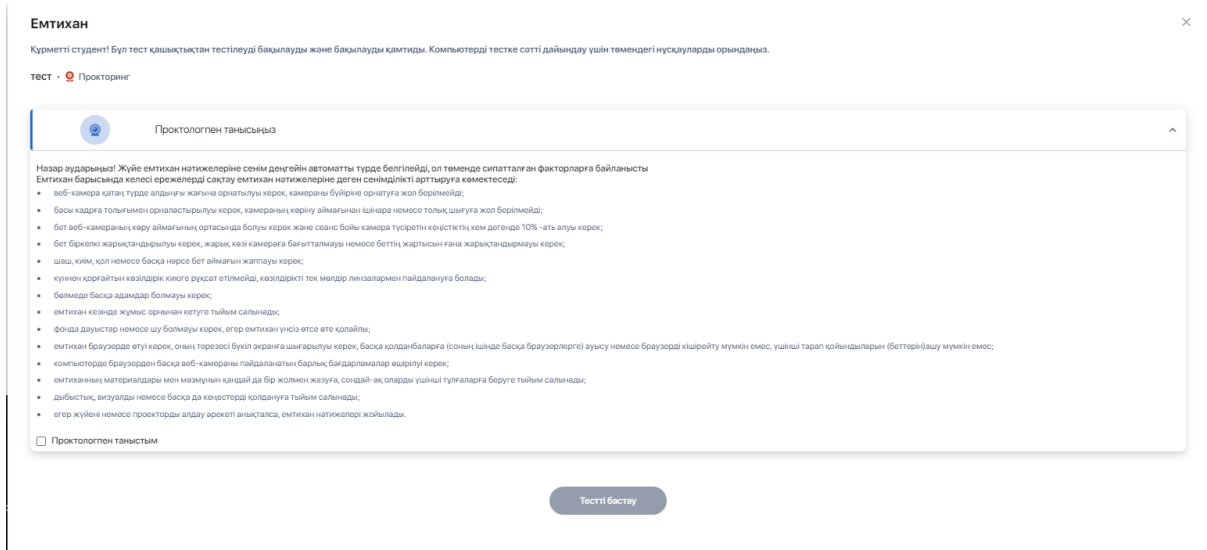 Емтихан
Құрметті студент! Бұл тест қашықтықтан тестілеуді бақылауды және бақылауды қамтиды. Компьютерді тестке сәтті дайындау үшін төмендегі нұсқауларды орындаңыз.
тест · Прокторинг
Проктологпен танысыңыз
Назар аударыңыз! Жүйе емтихан нәтижелеріне сенім деңгейін автоматты түрде белгілейді, ол төменде сипатталған факторларға байланысты
Емтихан барысында келесі ережелерді сақтау емтихан нәтижелеріне деген сенімділікті арттыруға көмектеседі:
• веб-камера қатаң түрде алдыңғы жағына орнатылуы керек, камераны бүйіріне орнатуға жол берілмейді;
• басы кадрға толығымен орналастырылуы керек, камераның көріну аймағынан ішінара немесе толық шығуға жол берілмейді;
• бет веб-камераның көру аймағының ортасында болуы керек және сеанс бойы камера түсіретін кеңістіктің кем дегенде 10% -ать алуы керек;
• бет біркелкі жарықтандырылуы керек, жарық көзі камераға бағытталмауы немесе беттің жартысын ғана жарықтандырмауы керек;
• шаш, киім, қол немесе басқа нәрсе бет аймағын жаппауы керек;
• күннен қорғайтын көзілдірік киюге рұқсат етілмейді, көзілдірікті тек мөлдір линзалармен пайдалануға болады;
• бөлмеде басқа адамдар болмауы керек;
• емтихан кезінде жұмыс орнынан кетуге тыйым салынады;
• фонда дауыстар немесе шу болмауы керек, егер емтихан үнсіз өтсе өте қолайлы;
• емтихан браузерде өтуі керек, оның терезесі бүкіл экранға шығарылуы керек, басқа қолданбаларға (соның ішінде басқа браузерлерге) ауысу немесе браузерді кішірейту мүмкін емес, үшінші тарап қойындыларын (беттерін)ашу мүмкін емес;
• компьютерде браузерден басқа веб-камераны пайдаланатын барлық бағдарламалар өшірілуі керек;
• емтиханның материалдары мен мазмұнын қандай да бір жолмен жазуға, сондай-ақ оларды үшінші тұлғаларға беруге тыйым салынады;
• дыбыстық, визуалды немесе басқа да кеңестерді қолдануға тыйым салынады;
• егер жүйені немесе проекторды алдау әрекеті анықталса, емтихан нәтижелері жойылады.
Проктологпен таныстым
Тестті бастау